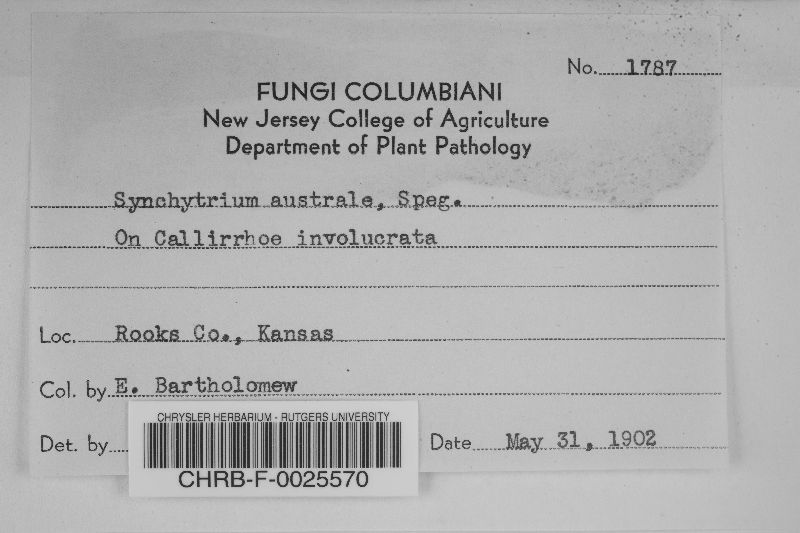 No. 1787
FUNGI COLUMBIANI
New Jersey College of Agriculture
Department of Plant Pathology
Synchytrium australe, Speg.
On Callirrhoe involucrata
Loc. Rooks Co., Kansas
Col. by E. Bartholomew
Det. by
Date May 31, 1902
CHRYSLER HERBARIUM - RUTGERS UNIVERSITY
CHRB-F-0025570